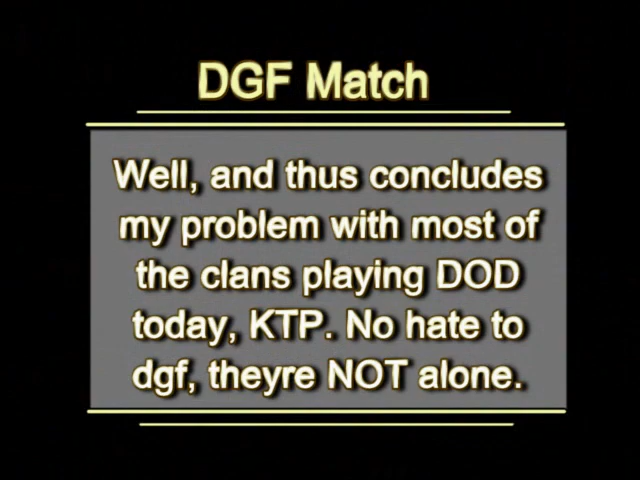 DGF Match
Well, and thus concludes
my problem with most of
the clans playing DOD
today, KTP. No hate to
dgf, theyre NOT alone.